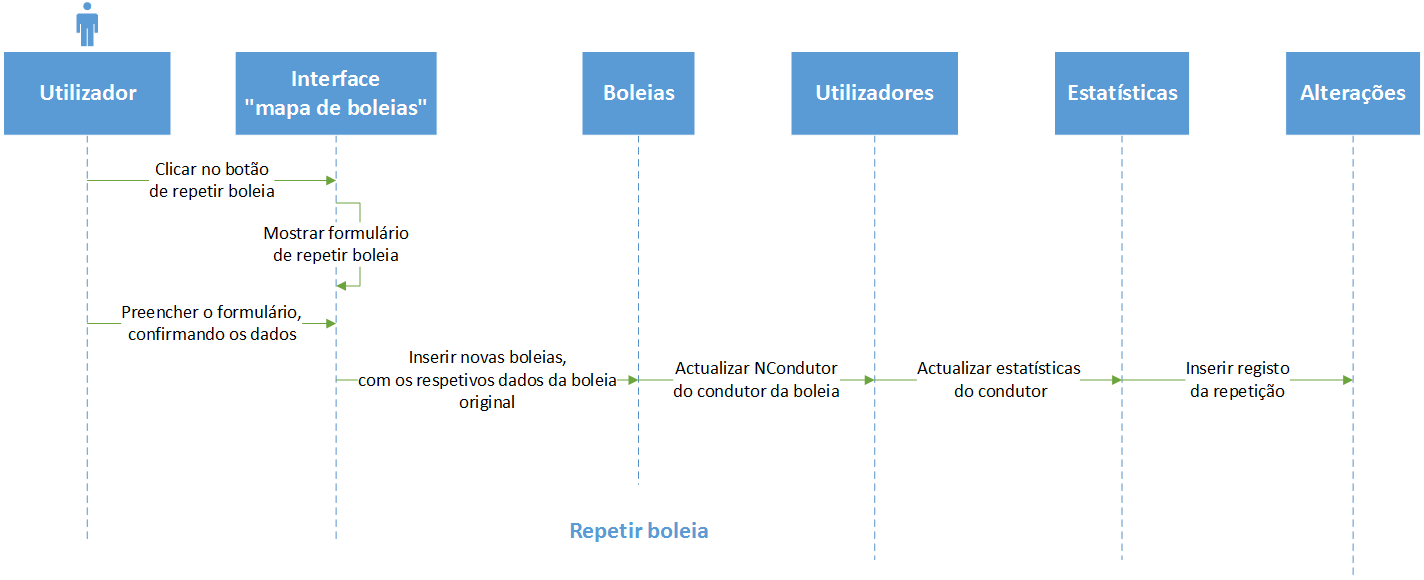 Utilizador
Interface
"mapa de boleias"
Boleias
Utilizadores
Estatísticas
Alterações
Clicar no botão
de repetir boleia
Mostrar formulário
de repetir boleia
Preencher o formulário,
confirmando os dados
Inserir novas boleias,
com os respetivos dados da boleia
original
Actualizar NCondutor
do condutor da boleia
Actualizar estatísticas
do condutor
Inserir registo
da repetição
Repetir boleia